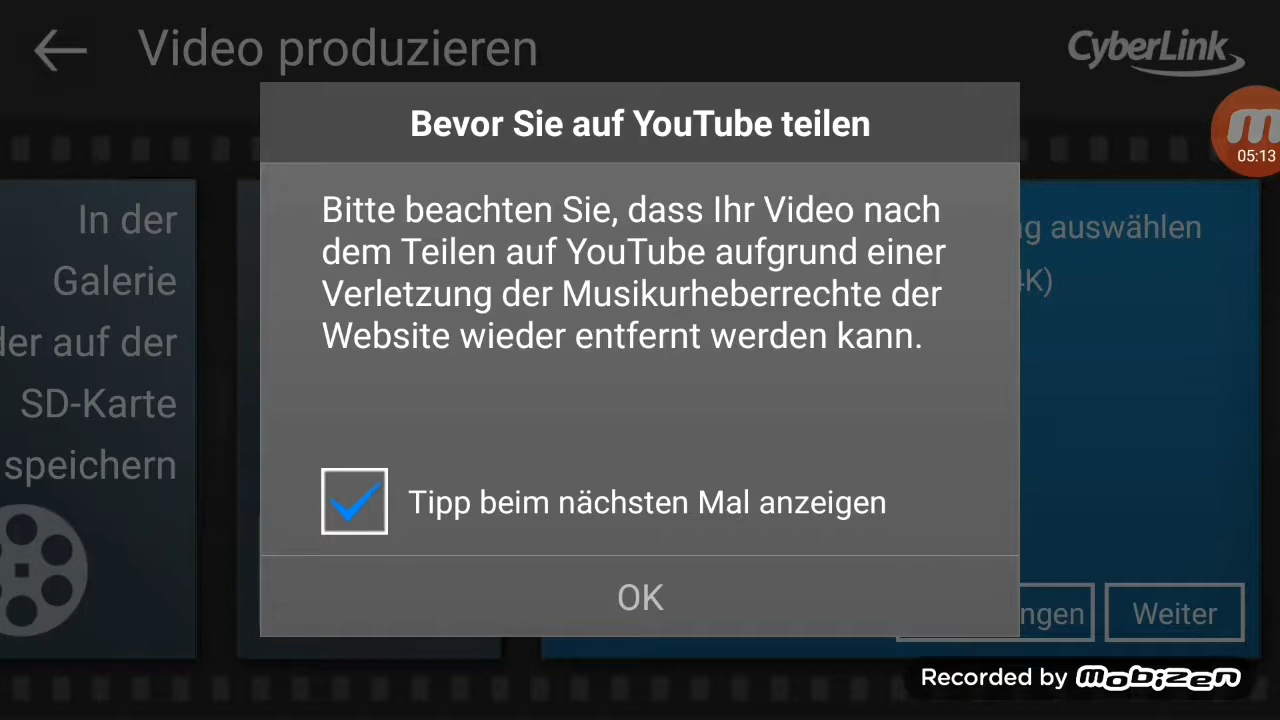 Video produzieren
CyberLink
Bevor Sie auf YouTube teilen
05:13
Bitte beachten Sie, dass Ihr Video nach
dem Teilen auf YouTube aufgrund einer
Verletzung der Musikurheberrechte der
Website wieder entfernt werden kann.
In der
Galerie
auf der
SD-Karte
speichern
auswählen
Tipp beim nächsten Mal anzeigen
OK
Weiter
Recorded by mobizen